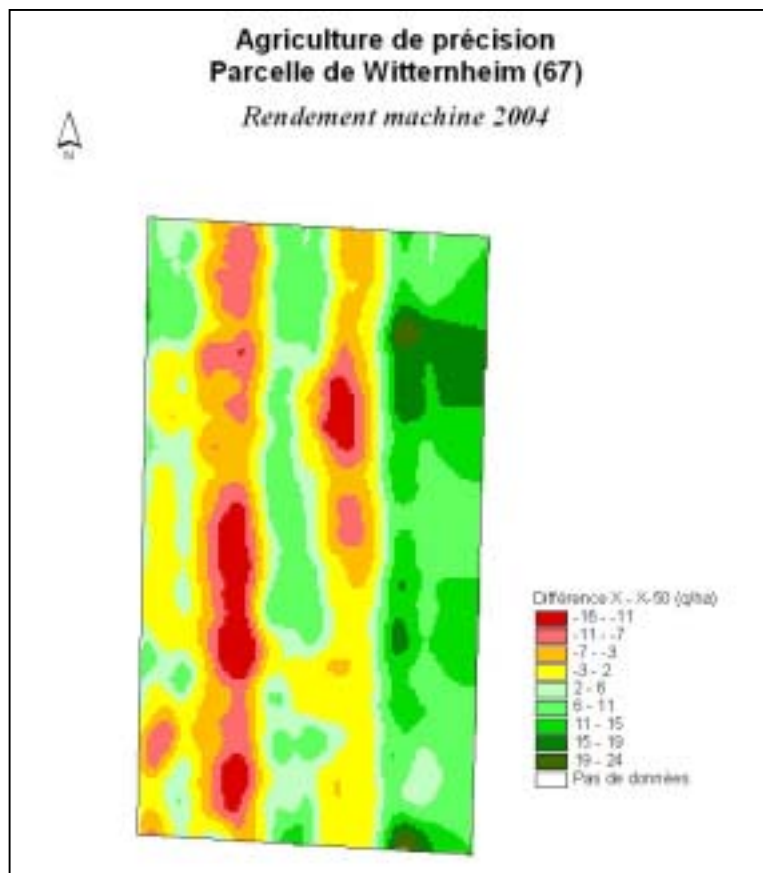 Agriculture de précision
Parcelle de Witternheim (67)
Rendement machine 2004
N
Différence X - X-50 (q/ha)
-16 - -11
-11 - -7
-7 - -3
-3 - 2
2 - 6
6 - 11
11 - 15
15 - 19
19 - 24
Pas de données